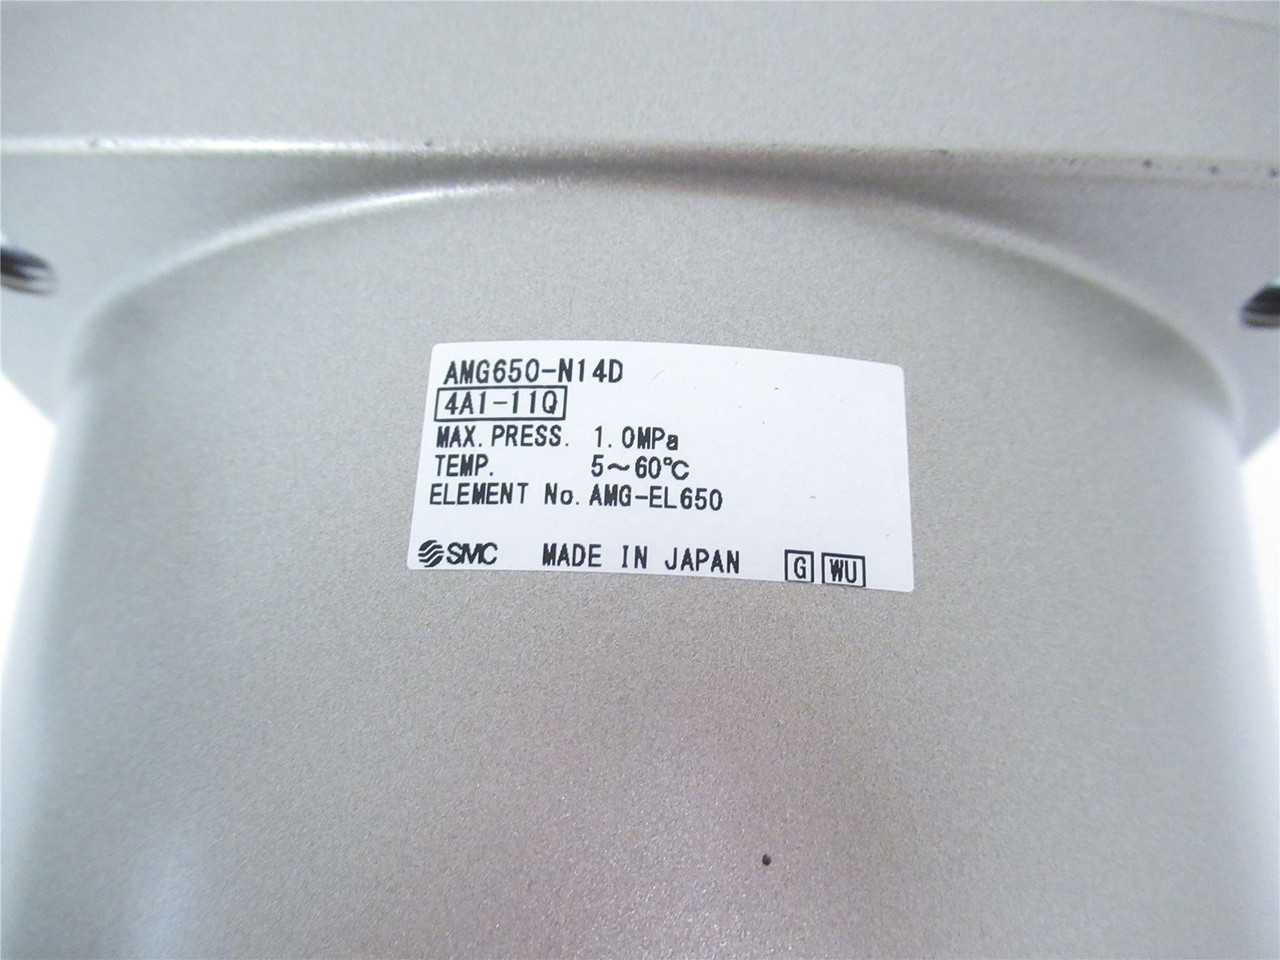 AMG650-N14D
4A1-11Q
MAX. PRESS. 1.0MPa
TEMP. 5~60℃
ELEMENT No. AMG-EL650
SMC MADE IN JAPAN G WU